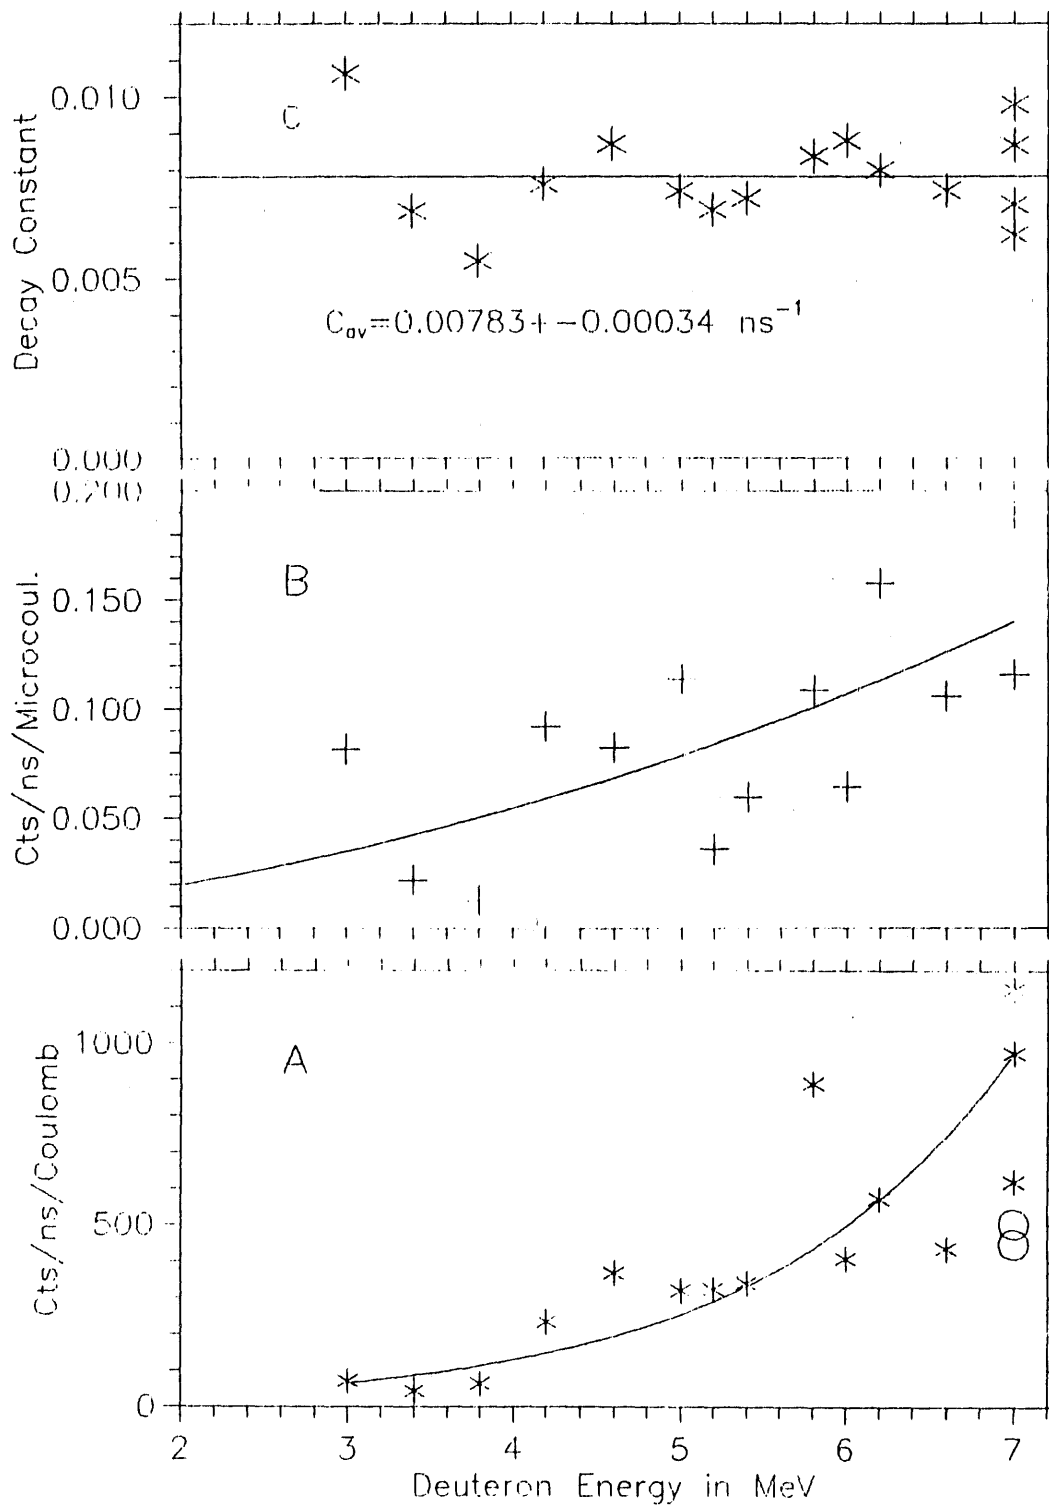 Decay Constant
0.010
0.005
0.000
C
C_av=0.00783+-0.00034 ns^-1
Cts/ns/Microcoul.
0.200
0.150
0.100
0.050
0.000
B
Cts/ns/Coulomb
1000
500
0
A
2 3 4 5 6 7
Deuteron Energy in MeV